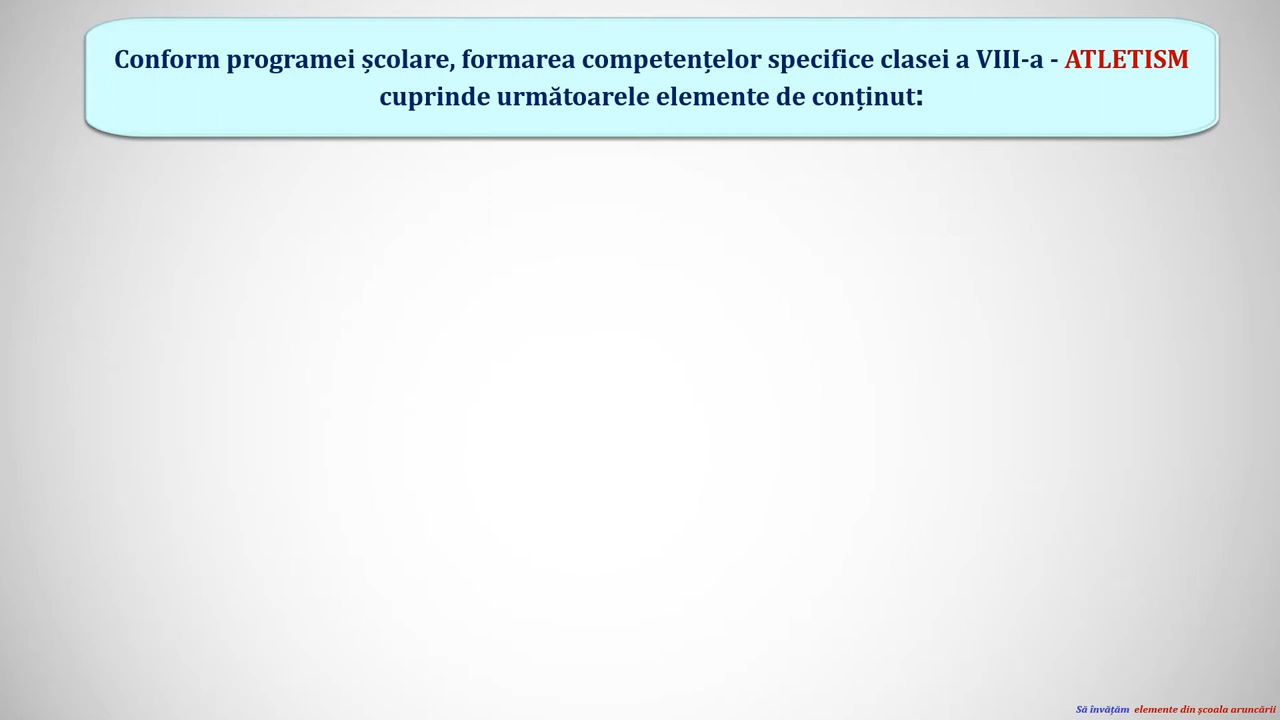 Conform programei școlare, formarea competențelor specifice clasei a VIII-a - ATLETISM
cuprinde următoarele elemente de conținut:
Să învățăm elemente din școala aruncării